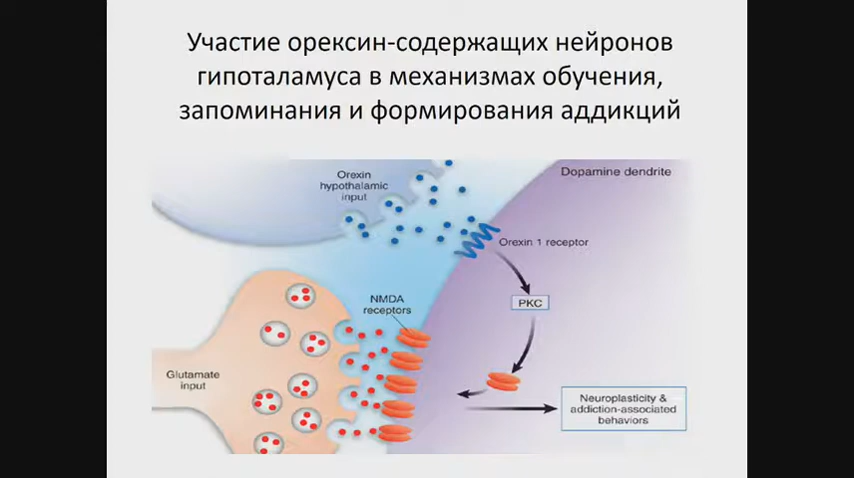 Участие орексин-содержащих нейронов
гипоталамуса в механизмах обучения,
запоминания и формирования аддикций
Orexin
hypothalamic
input
Dopamine dendrite
Orexin 1 receptor
NMDA
receptors
PKC
Glutamate
input
Neuroplasticity &
addiction-associated
behaviors